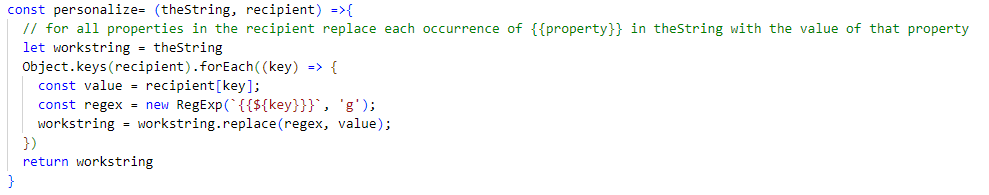 const personalize= (theString, recipient) =>{
  // for all properties in the recipient replace each occurrence of {{property}} in theString with the value of that property
  let workstring = theString
  Object.keys(recipient).forEach((key) => {
    const value = recipient[key];
    const regex = new RegExp(`{{${key}}}`, 'g');
    workstring = workstring.replace(regex, value);
  })
  return workstring
}